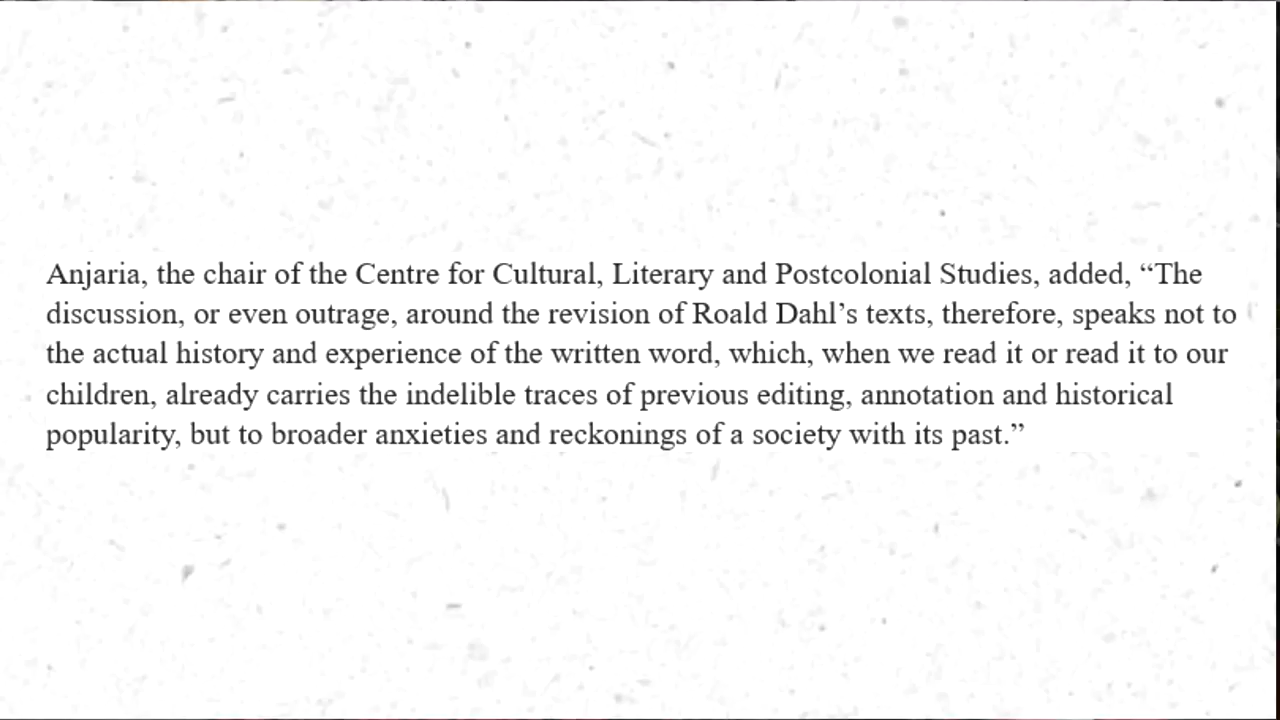 Anjaria, the chair of the Centre for Cultural, Literary and Postcolonial Studies, added, “The
discussion, or even outrage, around the revision of Roald Dahl’s texts, therefore, speaks not to
the actual history and experience of the written word, which, when we read it or read it to our
children, already carries the indelible traces of previous editing, annotation and historical
popularity, but to broader anxieties and reckonings of a society with its past.”